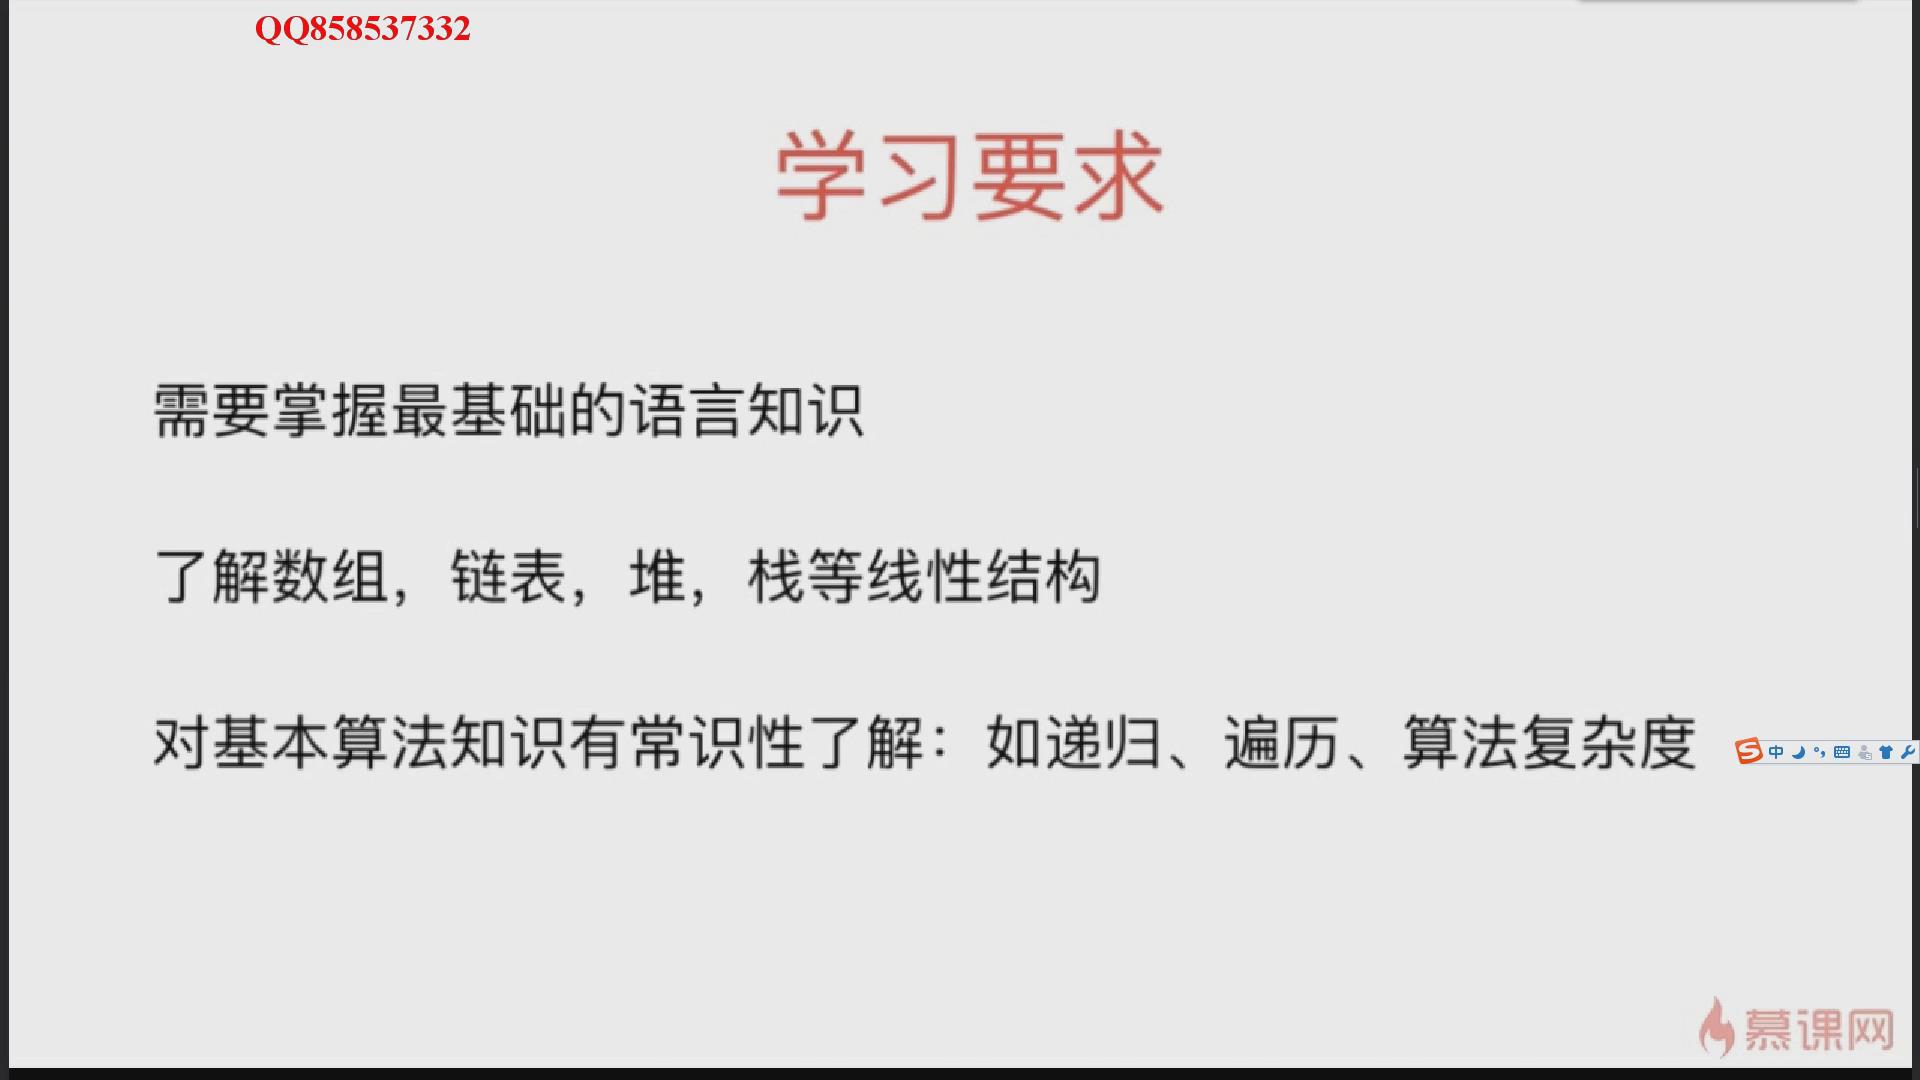 QQ858537332
学习要求
需要掌握最基础的语言知识
了解数组，链表，堆，栈等线性结构
对基本算法知识有常识性了解：如递归、遍历、算法复杂度
中
慕课网